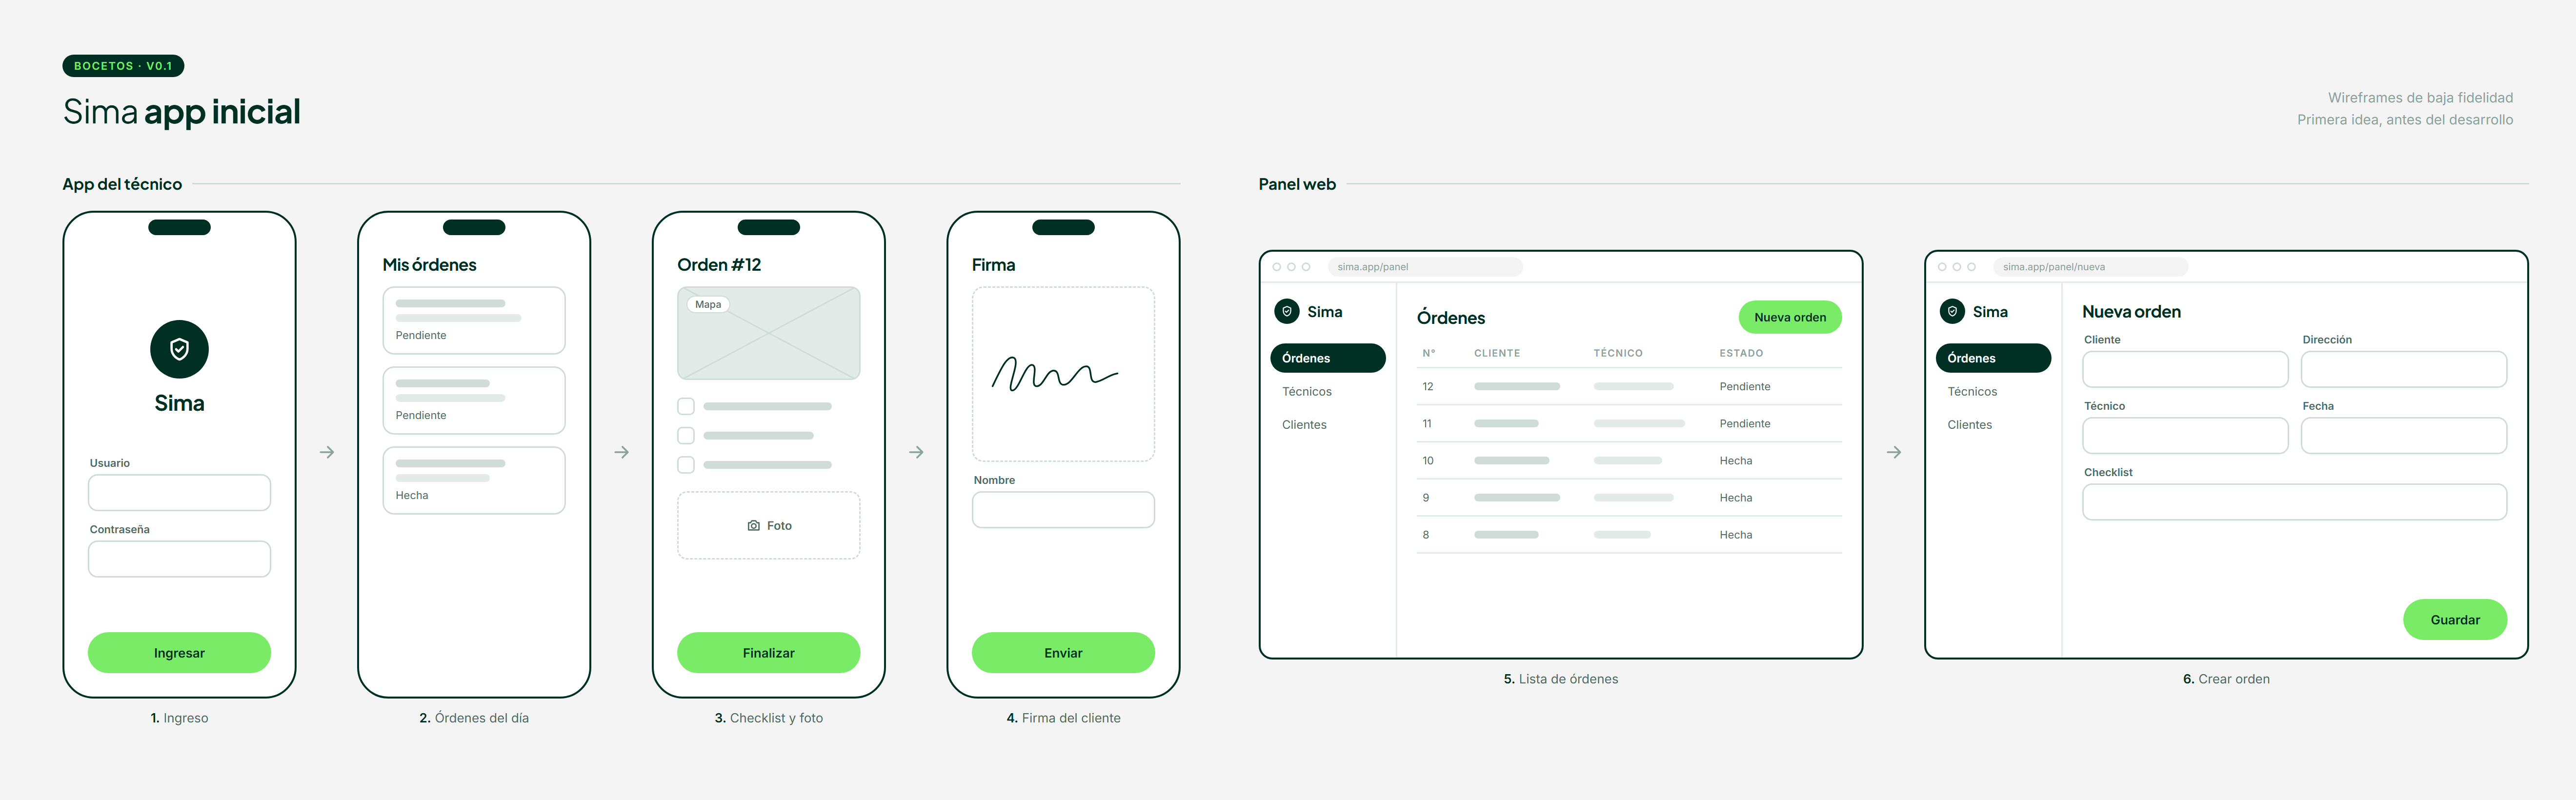 BOCETOS · V0.1
Sima app inicial
Wireframes de baja fidelidad
Primera idea, antes del desarrollo
App del técnico
Sima
Usuario
Contraseña
Ingresar
1. Ingreso
Mis órdenes
Pendiente
Pendiente
Hecha
2. Órdenes del día
Orden #12
Mapa
Foto
Finalizar
3. Checklist y foto
Firma
Nombre
Enviar
4. Firma del cliente
Panel web
sima.app/panel
Sima
Órdenes
Técnicos
Clientes
Órdenes
Nueva orden
N° CLIENTE TÉCNICO ESTADO
12 Pendiente
11 Pendiente
10 Hecha
9 Hecha
8 Hecha
5. Lista de órdenes
sima.app/panel/nueva
Sima
Órdenes
Técnicos
Clientes
Nueva orden
Cliente
Dirección
Técnico
Fecha
Checklist
Guardar
6. Crear orden